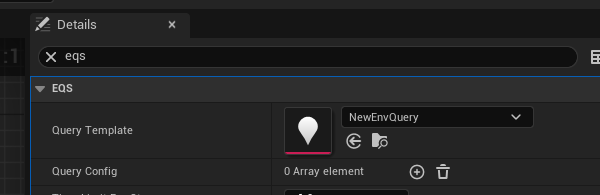 Details
eqs
EQS
Query Template
NewEnvQuery
Query Config
0 Array element